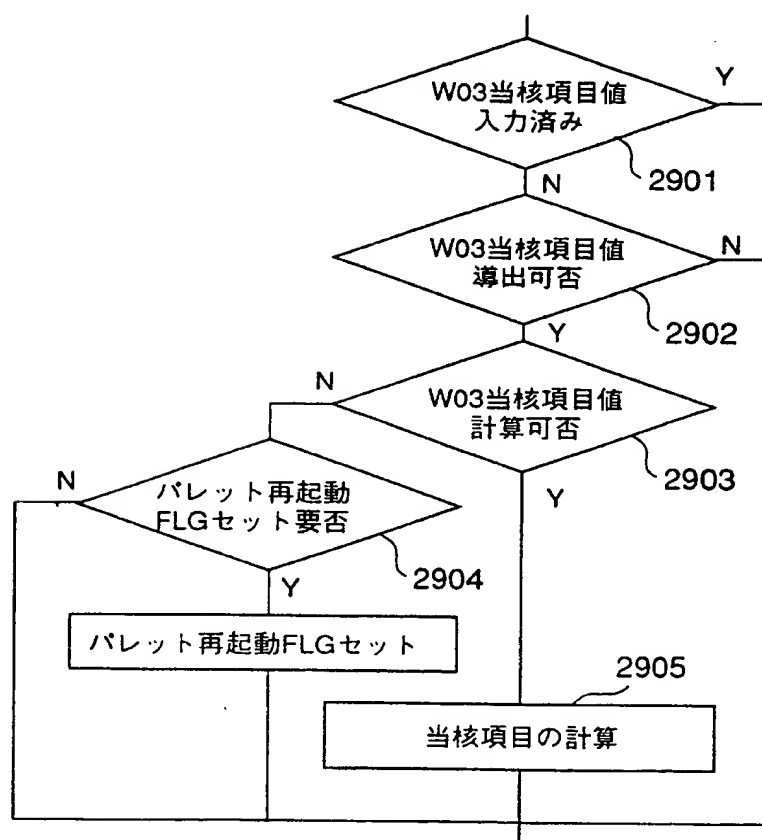 W03当核項目値
入力済み
Y
2901
N
W03当核項目値
導出可否
N
2902
Y
W03当核項目値
計算可否
N
2903
Y
パレット再起動
FLGセット要否
N
2904
Y
パレット再起動FLGセット
2905
当核項目の計算